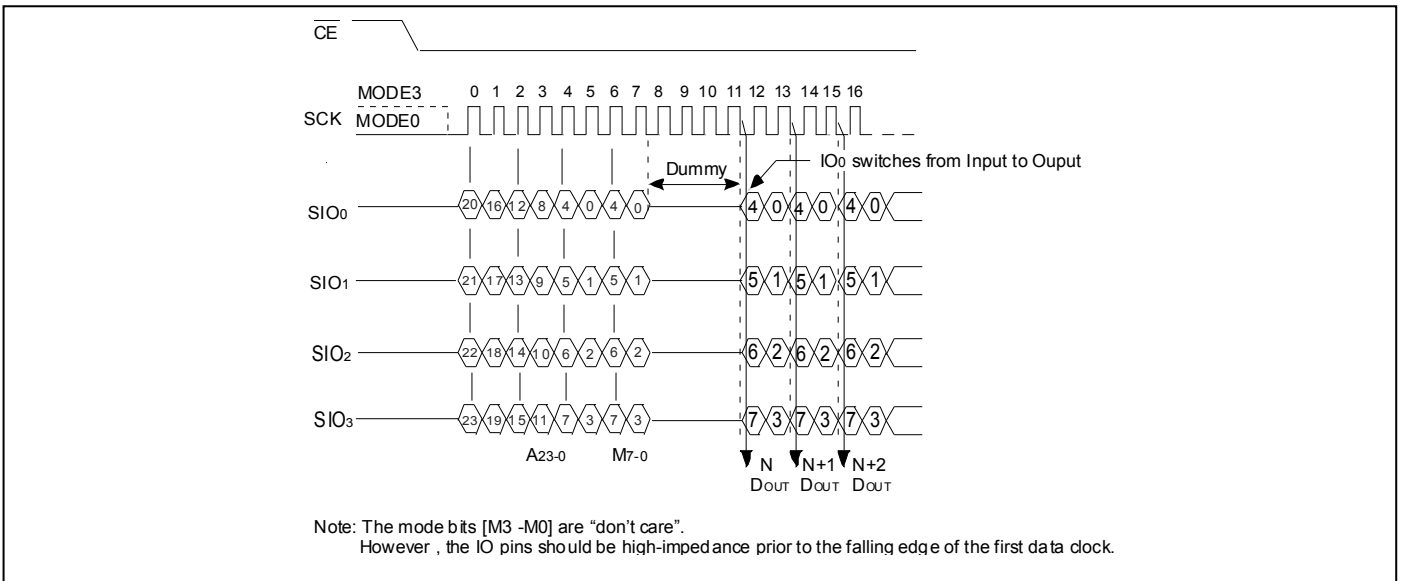 CE
MODE3 0 1 2 3 4 5 6 7 8 9 10 11 12 13 14 15 16
SCK MODE0
IO0 switches from Input to Ouput
Dummy
SIO0 20 16 12 8 4 0 4 0 4 0 4 0 4 0
SIO1 21 17 13 9 5 1 5 1 5 1 5 1 5 1
SIO2 22 18 14 10 6 2 6 2 6 2 6 2 6 2
SIO3 23 19 15 11 7 3 7 3 7 3 7 3 7 3
A23-0 M7-0
N N+1 N+2
DOUT DOUT DOUT
Note: The mode bits [M3 -M0] are “don’t care”.
However , the IO pins should be high-impedance prior to the falling edge of the first data clock.